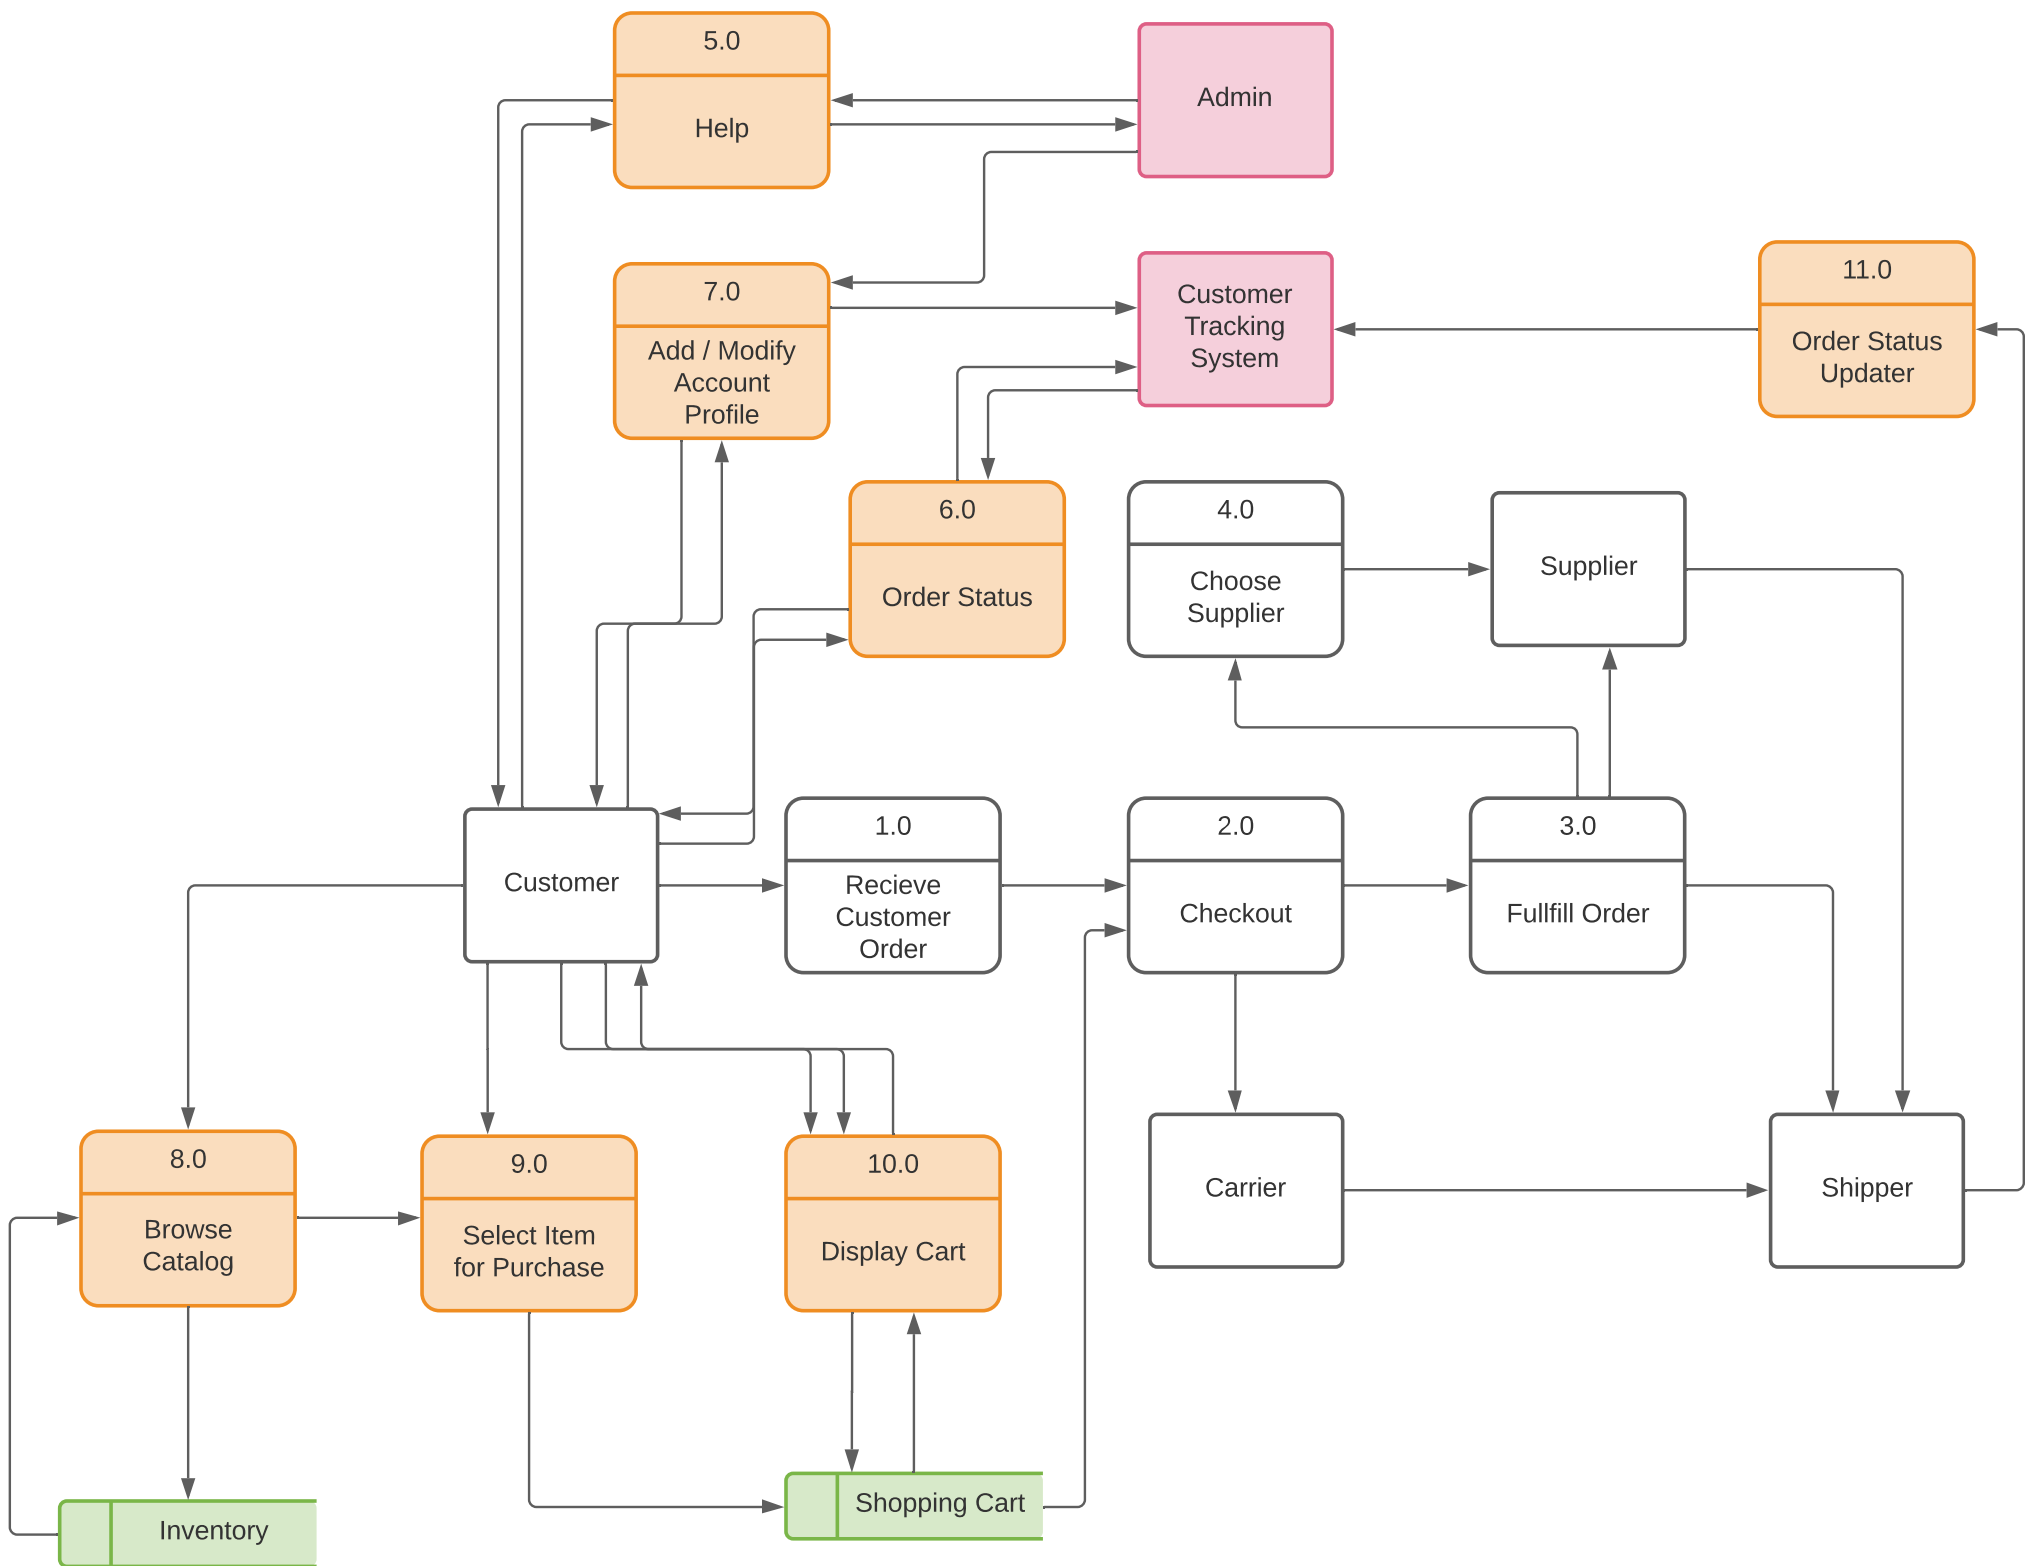 5.0
Help
Admin
7.0
Add / Modify
Account
Profile
Customer
Tracking
System
11.0
Order Status
Updater
6.0
Order Status
4.0
Choose
Supplier
Supplier
Customer
1.0
Recieve
Customer
Order
2.0
Checkout
3.0
Fullfill Order
8.0
Browse
Catalog
9.0
Select Item
for Purchase
10.0
Display Cart
Carrier
Shipper
Inventory
Shopping Cart